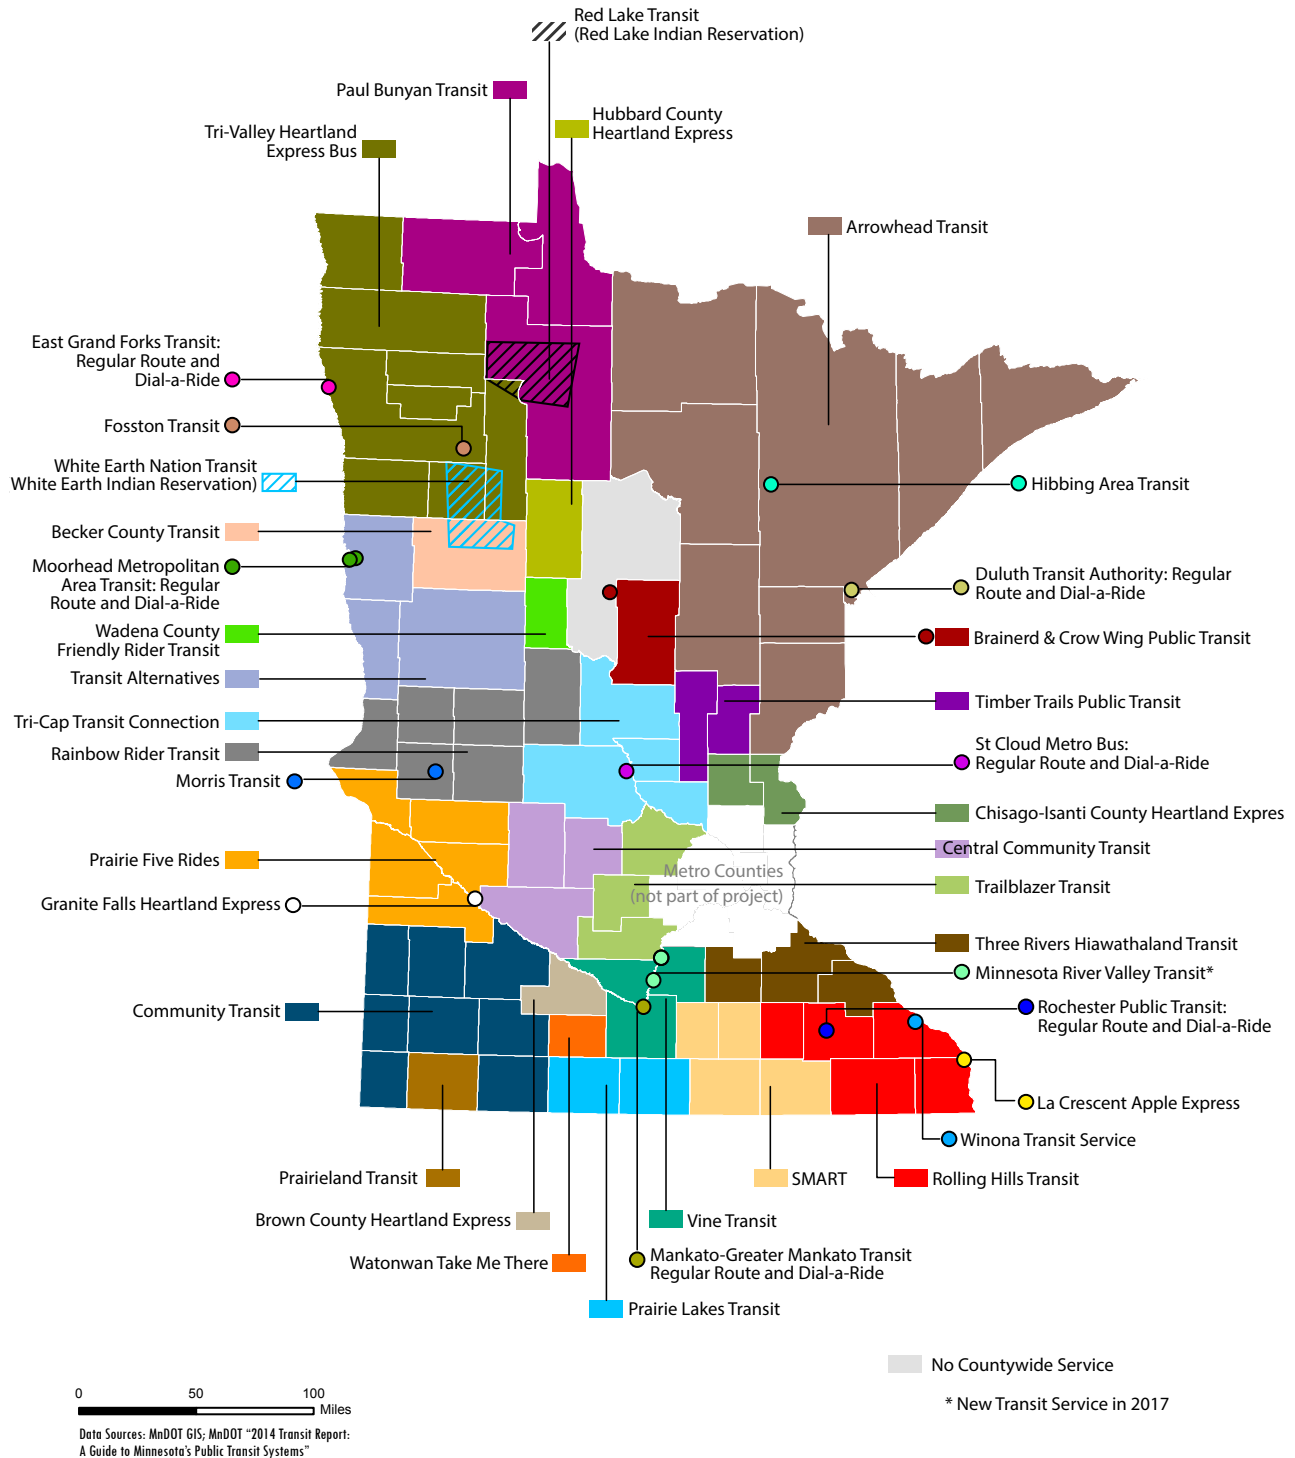 Red Lake Transit
(Red Lake Indian Reservation)
Paul Bunyan Transit
Hubbard County
Heartland Express
Tri-Valley Heartland
Express Bus
Arrowhead Transit
East Grand Forks Transit:
Regular Route and
Dial-a-Ride
Fosston Transit
White Earth Nation Transit
White Earth Indian Reservation)
Hibbing Area Transit
Becker County Transit
Moorhead Metropolitan
Area Transit: Regular
Route and Dial-a-Ride
Duluth Transit Authority: Regular
Route and Dial-a-Ride
Wadena County
Friendly Rider Transit
Brainerd & Crow Wing Public Transit
Transit Alternatives
Timber Trails Public Transit
Tri-Cap Transit Connection
Rainbow Rider Transit
St Cloud Metro Bus:
Regular Route and Dial-a-Ride
Morris Transit
Chisago-Isanti County Heartland Expres
Central Community Transit
Prairie Five Rides
Metro Counties
(not part of project)
Trailblazer Transit
Granite Falls Heartland Express
Three Rivers Hiawathaland Transit
Minnesota River Valley Transit*
Community Transit
Rochester Public Transit:
Regular Route and Dial-a-Ride
La Crescent Apple Express
Winona Transit Service
Prairieland Transit
SMART
Rolling Hills Transit
Brown County Heartland Express
Vine Transit
Watonwan Take Me There
Mankato-Greater Mankato Transit
Regular Route and Dial-a-Ride
Prairie Lakes Transit
No Countywide Service
* New Transit Service in 2017
0 50 100
Miles
Data Sources: MnDOT GIS; MnDOT “2014 Transit Report:
A Guide to Minnesota's Public Transit Systems”